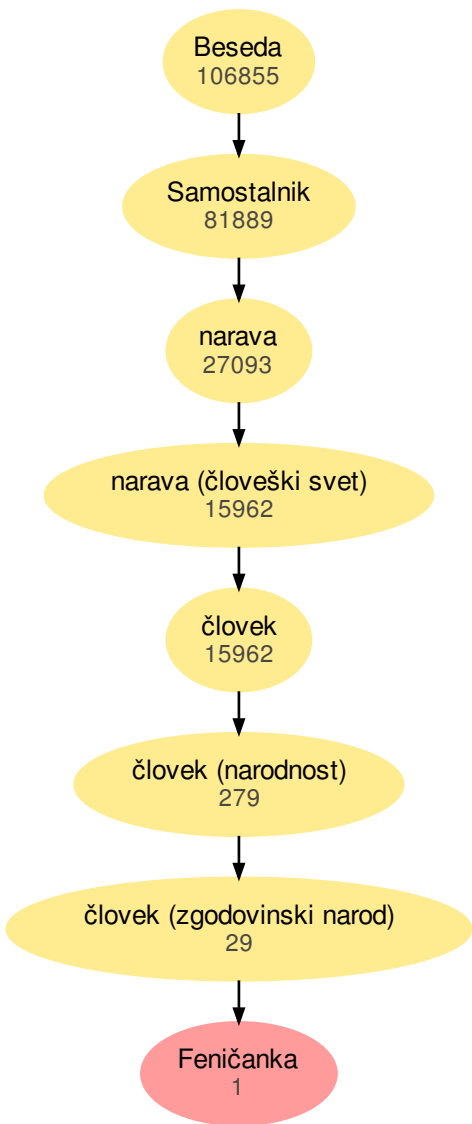 Beseda
106855
Samostalnik
81889
narava
27093
narava (človeški svet)
15962
človek
15962
človek (narodnost)
279
človek (zgodovinski narod)
29
Feničanka
1